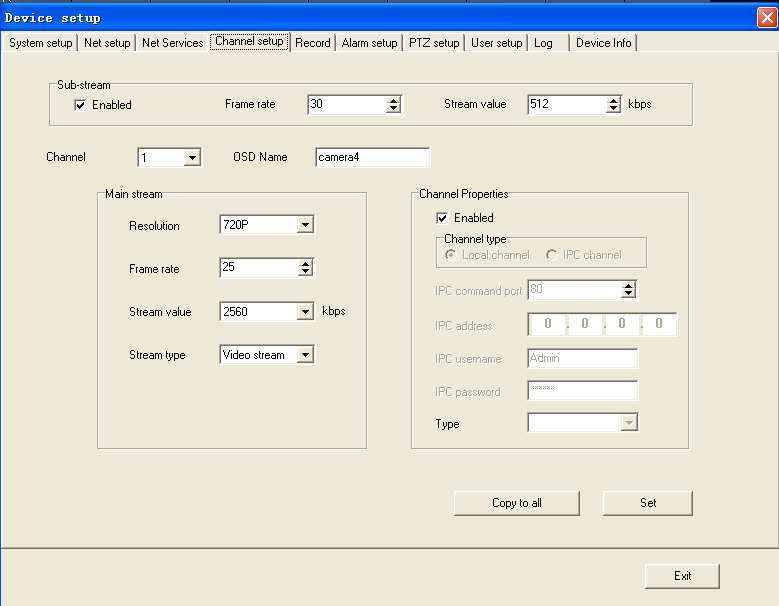 Device setup
System setup Net setup Net Services Channel setup Record Alarm setup PTZ setup User setup Log Device Info
Sub-stream
Enabled Frame rate 30 Stream value 512 kbps
Channel 1 OSD Name camera4
Main stream
Resolution 720P
Frame rate 25
Stream value 2560 kbps
Stream type Video stream
Channel Properties
Enabled
Channel type
Local channel IPC channel
IPC command port 80
IPC address 0 . 0 . 0 . 0
IPC username Admin
IPC password ******
Type
Copy to all Set
Exit